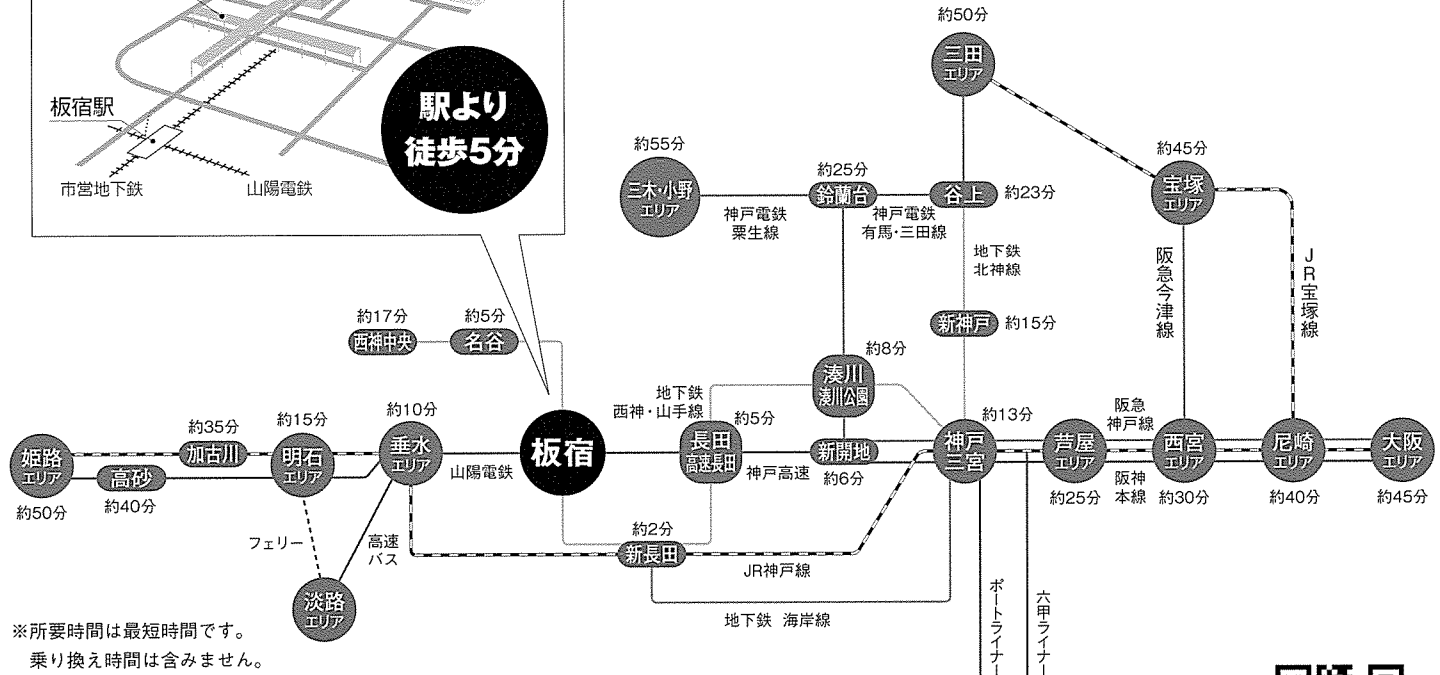 板宿駅
市営地下鉄
山陽電鉄
駅より
徒歩5分
約50分
三田
エリア
約55分
三木・小野
エリア
神戸電鉄
粟生線
約25分
鈴蘭台
神戸電鉄
有馬・三田線
谷上
約23分
約45分
宝塚
エリア
地下鉄
北神線
阪急今津線
JR宝塚線
新神戸
約15分
約17分
西神中央
約5分
名谷
約8分
湊川
湊川公園
地下鉄
西神・山手線
約5分
長田
高速長田
神戸高速
新開地
約6分
約13分
神戸
三宮
阪急
神戸線
阪神
本線
芦屋
エリア
約25分
西宮
エリア
約30分
尼崎
エリア
約40分
大阪
エリア
約45分
姫路
エリア
約50分
約35分
加古川
高砂
約40分
約15分
明石
エリア
約10分
垂水
エリア
山陽電鉄
板宿
フェリー
高速
バス
淡路
エリア
約2分
新長田
JR神戸線
地下鉄 海岸線
ポートライナー
六甲ライナー
※所要時間は最短時間です。
乗り換え時間は含みません。